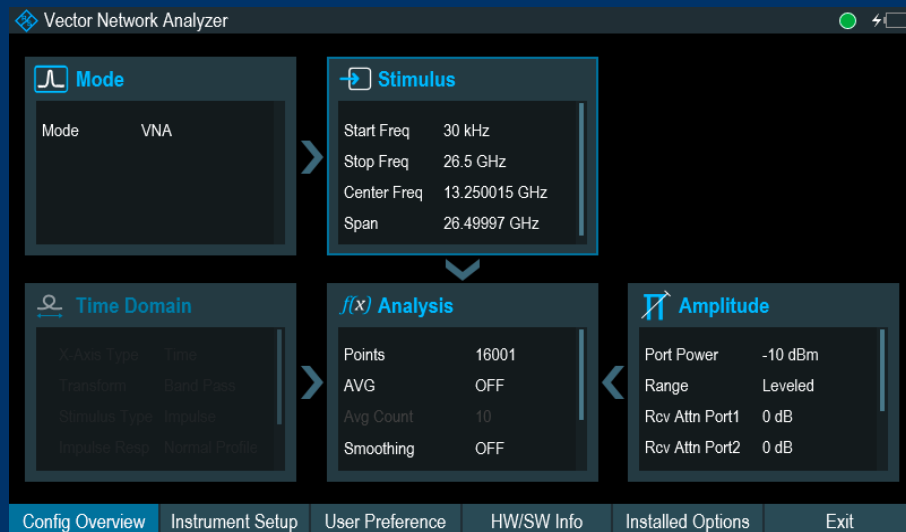 Vector Network Analyzer
Mode
Mode VNA
Stimulus
Start Freq 30 kHz
Stop Freq 26.5 GHz
Center Freq 13.250015 GHz
Span 26.49997 GHz
Time Domain
X-Axis Type Time
Transform Band Pass
Stimulus Type Impulse
Impulse Resp Normal Profile
f(x) Analysis
Points 16001
AVG OFF
Avg Count 10
Smoothing OFF
Amplitude
Port Power -10 dBm
Range Leveled
Rcv Attn Port1 0 dB
Rcv Attn Port2 0 dB
Config Overview Instrument Setup User Preference HW/SW Info Installed Options Exit